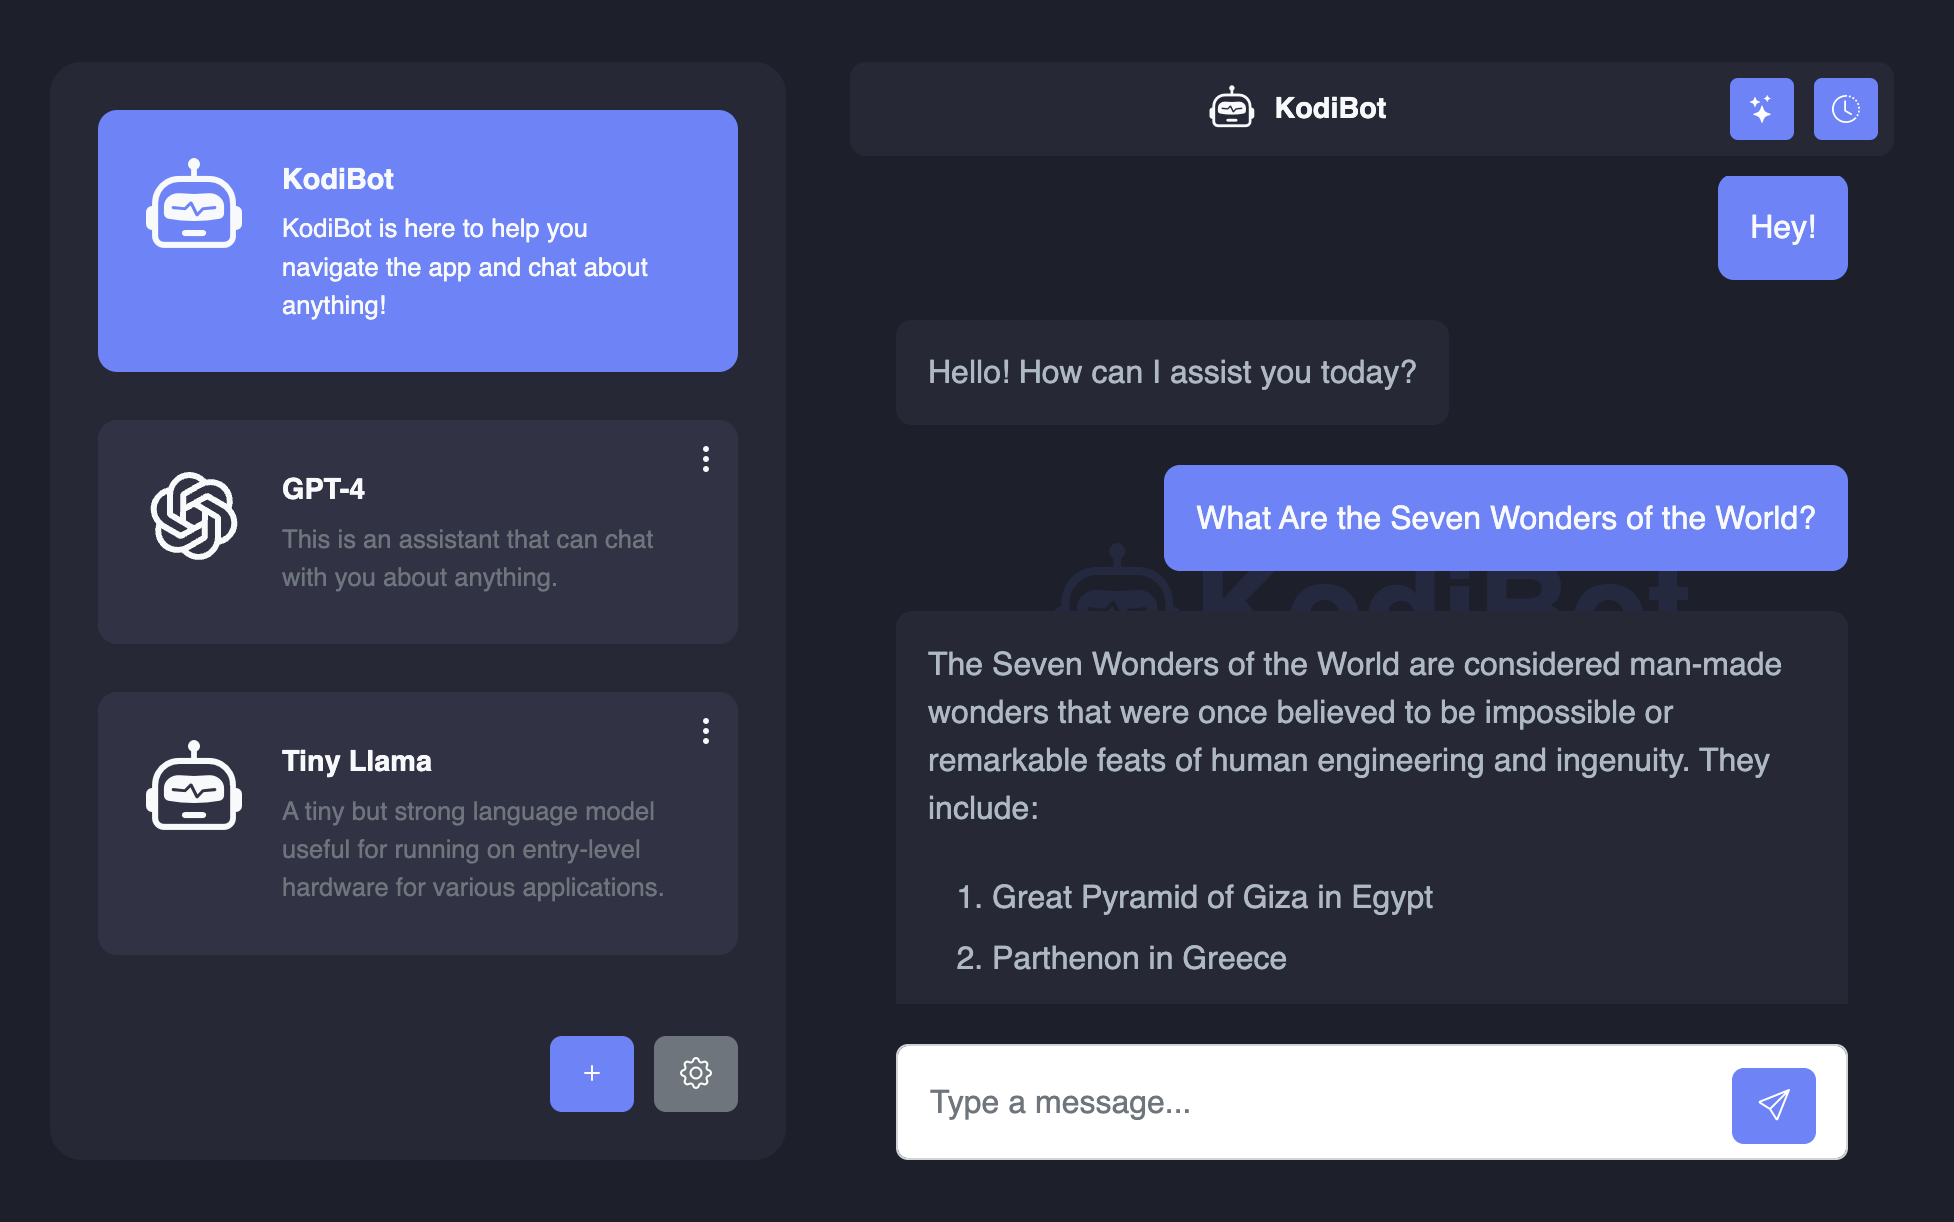 KodiBot
KodiBot is here to help you
navigate the app and chat about
anything!
GPT-4
This is an assistant that can chat
with you about anything.
Tiny Llama
A tiny but strong language model
useful for running on entry-level
hardware for various applications.
+
KodiBot
Hey!
Hello! How can I assist you today?
What Are the Seven Wonders of the World?
KodiBot
The Seven Wonders of the World are considered man-made
wonders that were once believed to be impossible or
remarkable feats of human engineering and ingenuity. They
include:
1. Great Pyramid of Giza in Egypt
2. Parthenon in Greece
Type a message...